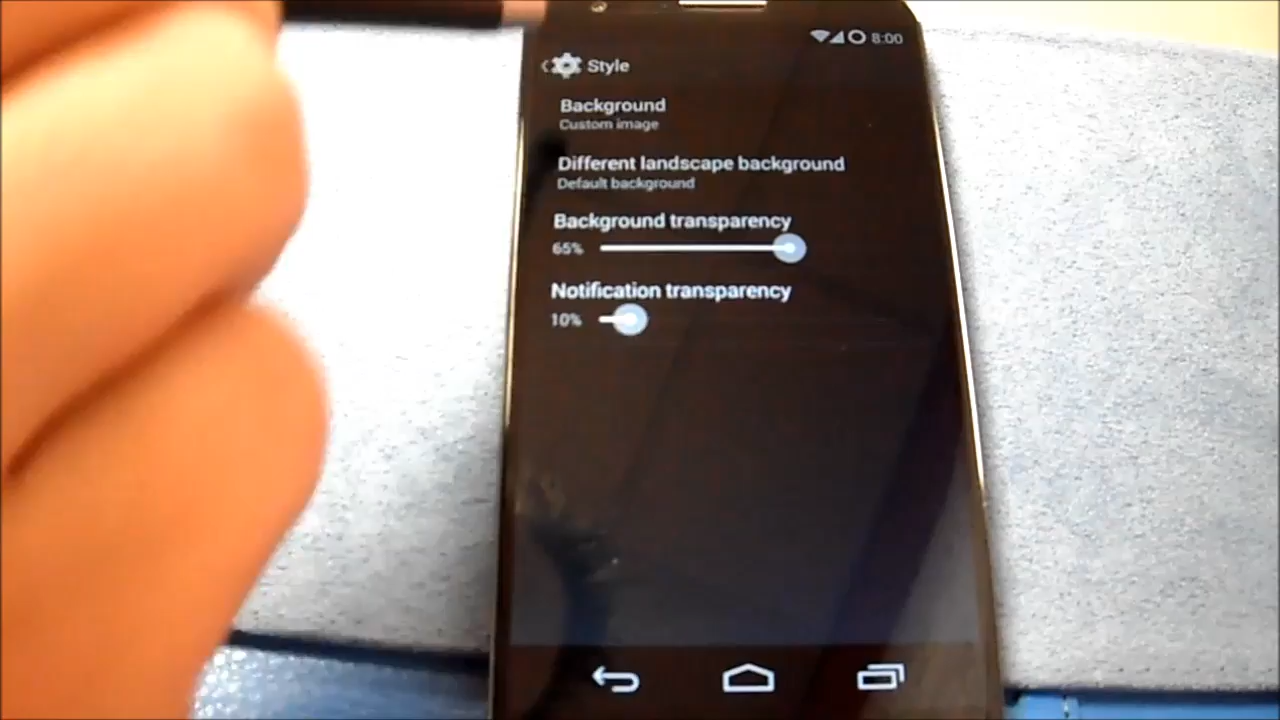 8:00
Style
Background
Custom image
Different landscape background
Default background
Background transparency
65%
Notification transparency
10%